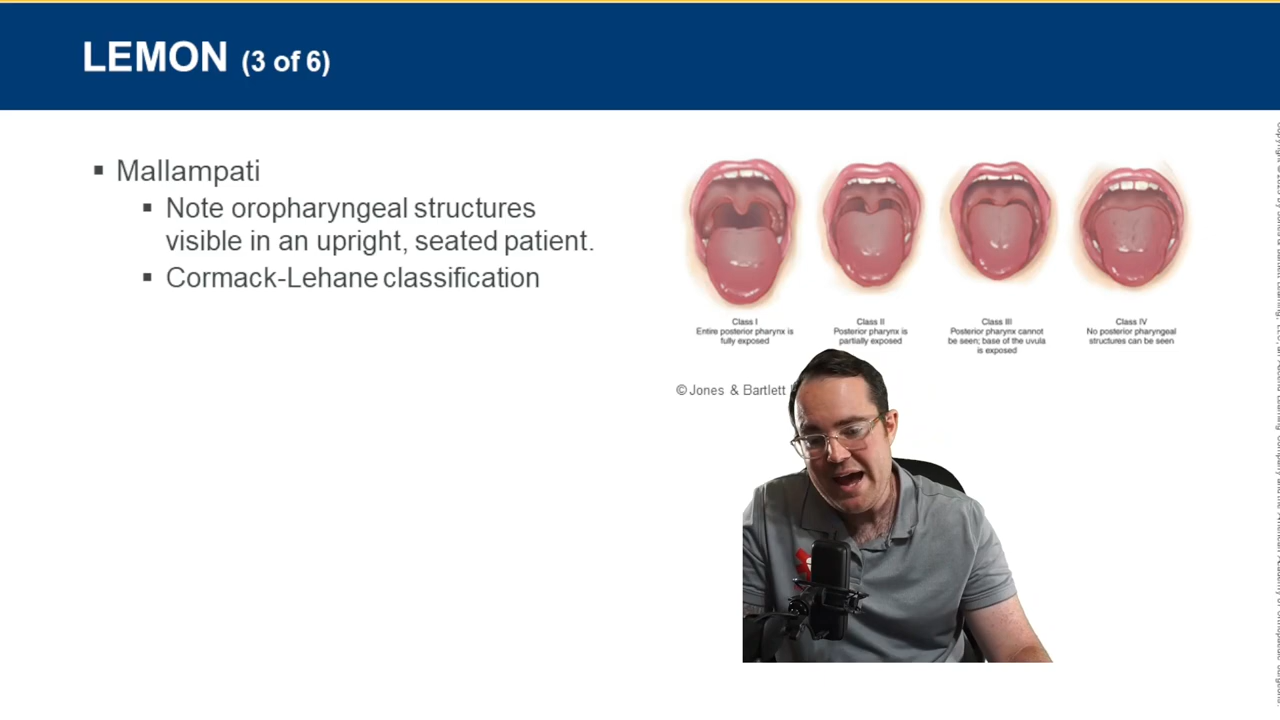 LEMON (3 of 6)
Mallampati
Note oropharyngeal structures
visible in an upright, seated patient.
Cormack-Lehane classification
Class I
Entire posterior pharynx is
fully exposed
Class II
Posterior pharynx is
partially exposed
Class III
Posterior pharynx cannot
be seen; base of the uvula
is exposed
Class IV
No posterior pharyngeal
structures can be seen
© Jones & Bartlett